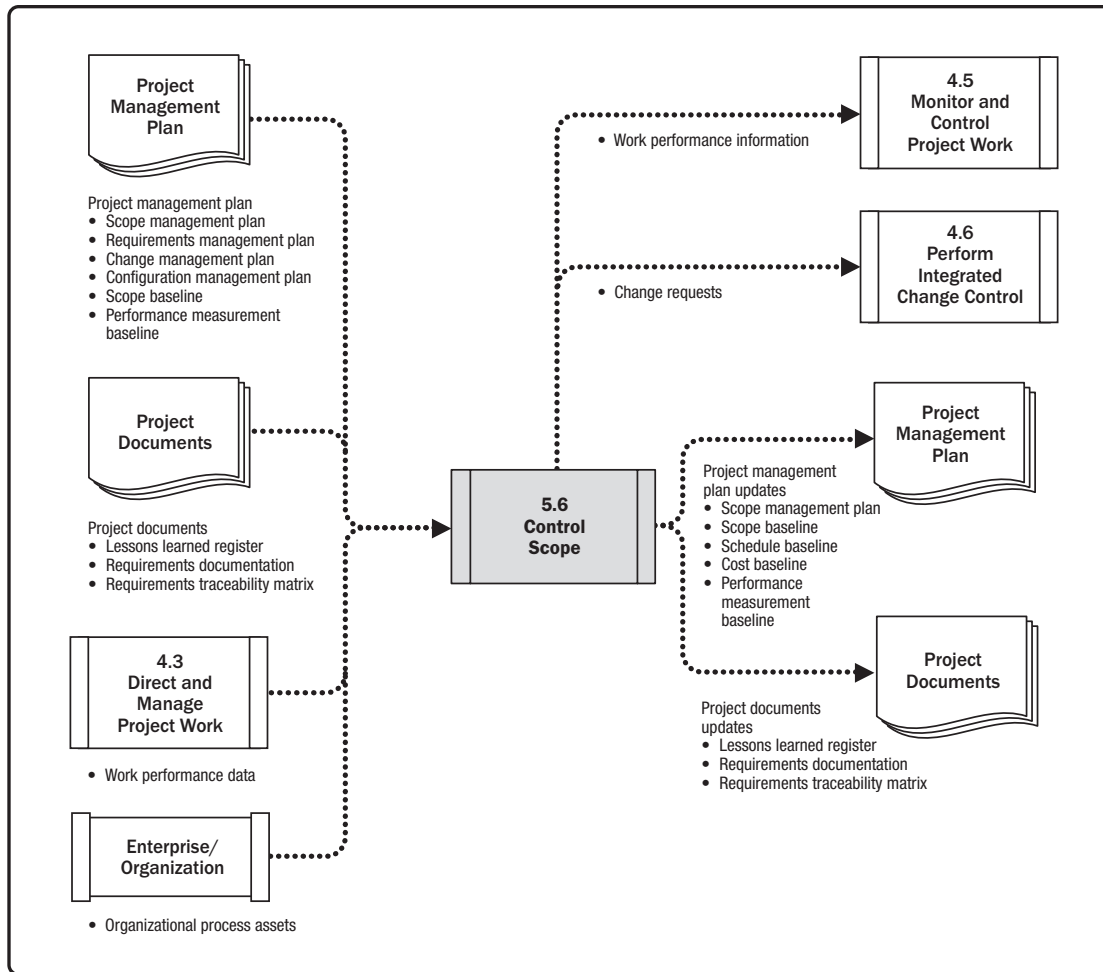 Project
Management
Plan
Project management plan
• Scope management plan
• Requirements management plan
• Change management plan
• Configuration management plan
• Scope baseline
• Performance measurement
baseline
Project
Documents
Project documents
• Lessons learned register
• Requirements documentation
• Requirements traceability matrix
4.3
Direct and
Manage
Project Work
• Work performance data
Enterprise/
Organization
• Organizational process assets
5.6
Control
Scope
• Work performance information
4.5
Monitor and
Control
Project Work
• Change requests
4.6
Perform
Integrated
Change Control
Project
Management
Plan
Project management
plan updates
• Scope management plan
• Scope baseline
• Schedule baseline
• Cost baseline
• Performance
measurement
baseline
Project
Documents
Project documents
updates
• Lessons learned register
• Requirements documentation
• Requirements traceability matrix